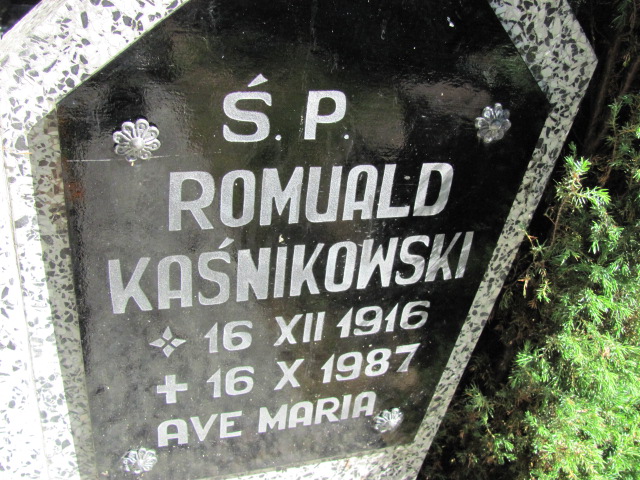 Ś.P.
ROMUALD
KAŚNIKOWSKI
16 XII 1916
+ 16 X 1987
AVE MARIA